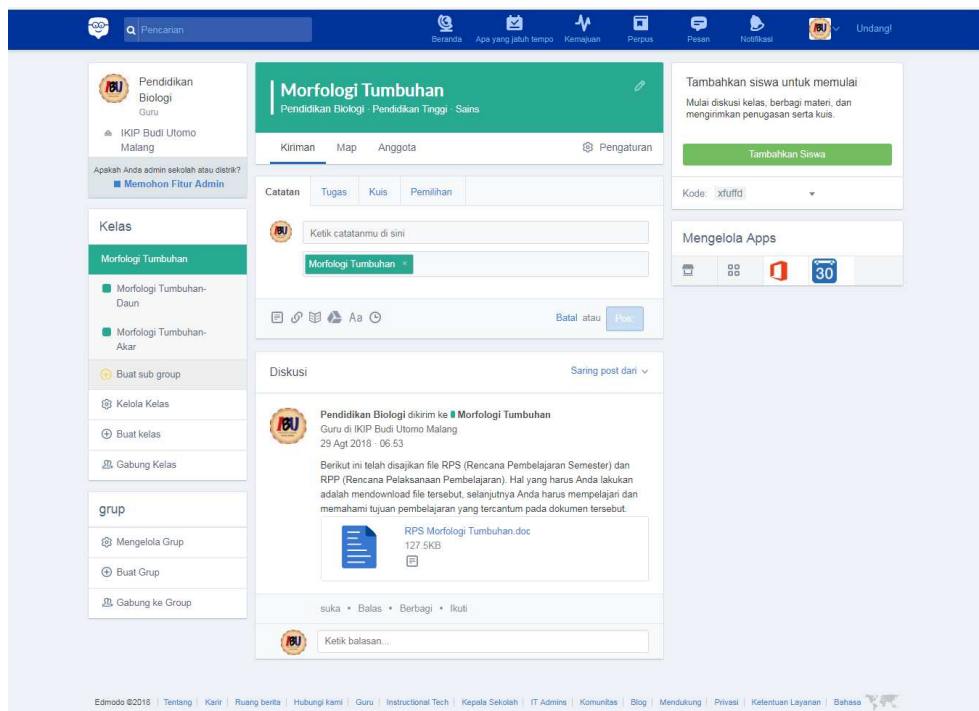 Pencarian
Beranda
Apa yang jatuh tempo
Kemajuan
Perpus
Pesan
Notifikasi
Undang!
Pendidikan
Biologi
Guru
IKIP Budi Utomo
Malang
Apakah Anda admin sekolah atau distrik?
Memohon Fitur Admin
Kelas
Morfologi Tumbuhan
Morfologi Tumbuhan-
Daun
Morfologi Tumbuhan-
Akar
Buat sub group
Kelola Kelas
Buat kelas
Gabung Kelas
grup
Mengelola Grup
Buat Grup
Gabung ke Group
Morfologi Tumbuhan
Pendidikan Biologi · Pendidikan Tinggi · Sains
Kiriman Map Anggota Pengaturan
Catatan Tugas Kuis Pemilihan
IBU
Ketik catatanmu di sini
Morfologi Tumbuhan ×
Aa
Batal atau Pos
Diskusi Saring post dari
IBU
Pendidikan Biologi dikirim ke Morfologi Tumbuhan
Guru di IKIP Budi Utomo Malang
29 Agt 2018 · 06.53
Berikut ini telah disajikan file RPS (Rencana Pembelajaran Semester) dan
RPP (Rencana Pelaksanaan Pembelajaran). Hal yang harus Anda lakukan
adalah mendownload file tersebut, selanjutnya Anda harus mempelajari dan
memahami tujuan pembelajaran yang tercantum pada dokumen tersebut.
RPS Morfologi Tumbuhan.doc
127.5KB
suka • Balas • Berbagi • Ikuti
IBU
Ketik balasan...
Tambahkan siswa untuk memulai
Mulai diskusi kelas, berbagi materi, dan
mengirimkan penugasan serta kuis.
Tambahkan Siswa
Kode: xfuffd
Mengelola Apps
30
Edmodo ©2018 | Tentang | Karir | Ruang berita | Hubungi kami | Guru | Instructional Tech | Kepala Sekolah | IT Admins | Komunitas | Blog | Mendukung | Privasi | Ketentuan Layanan | Bahasa